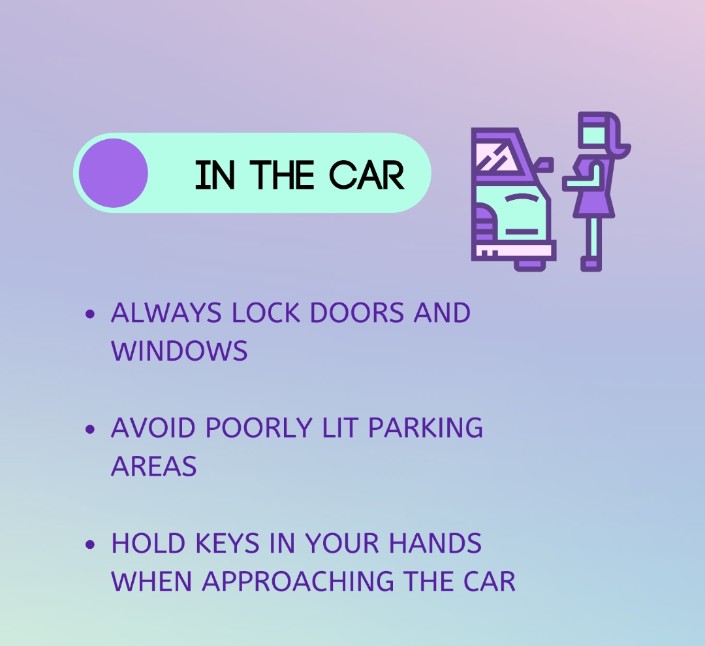 IN THE CAR
• ALWAYS LOCK DOORS AND
WINDOWS
• AVOID POORLY LIT PARKING
AREAS
• HOLD KEYS IN YOUR HANDS
WHEN APPROACHING THE CAR